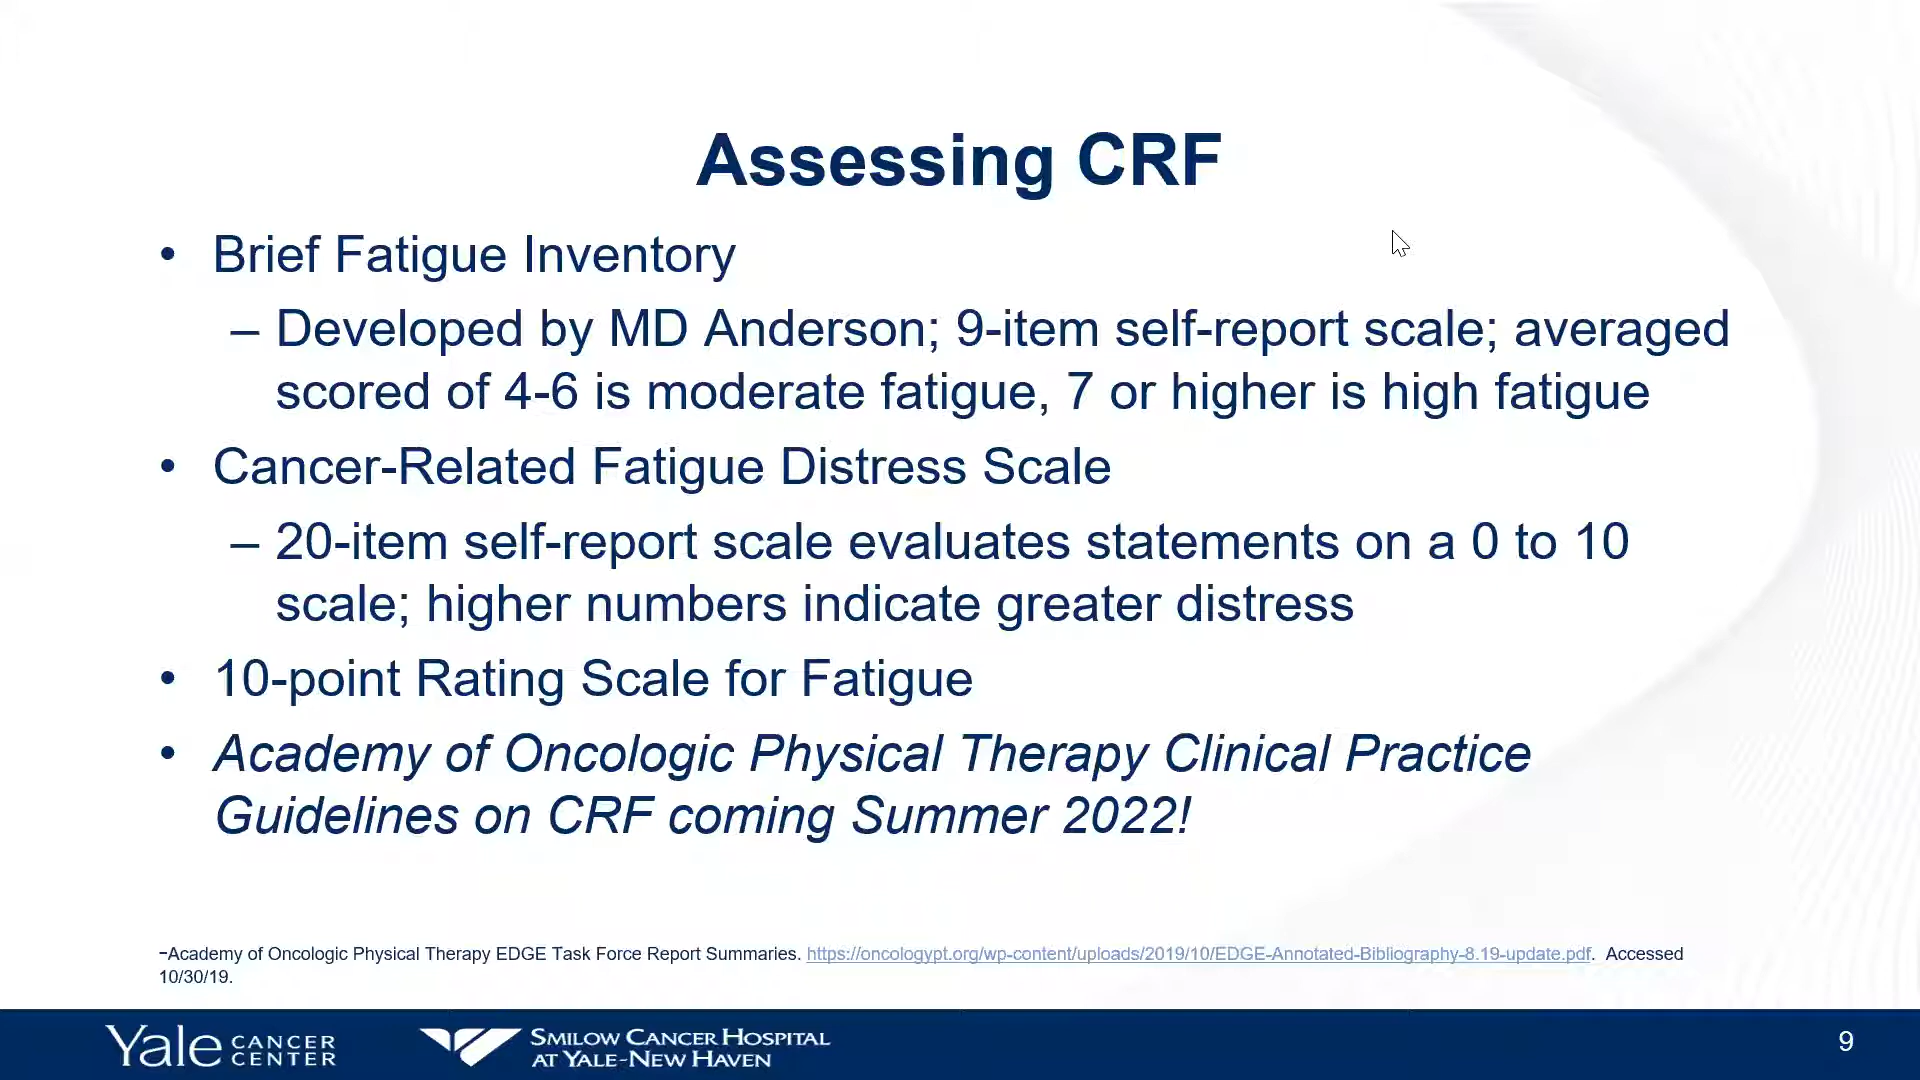 Assessing CRF
• Brief Fatigue Inventory
– Developed by MD Anderson; 9-item self-report scale; averaged
scored of 4-6 is moderate fatigue, 7 or higher is high fatigue
• Cancer-Related Fatigue Distress Scale
– 20-item self-report scale evaluates statements on a 0 to 10
scale; higher numbers indicate greater distress
• 10-point Rating Scale for Fatigue
• Academy of Oncologic Physical Therapy Clinical Practice
Guidelines on CRF coming Summer 2022!
–Academy of Oncologic Physical Therapy EDGE Task Force Report Summaries. https://oncologypt.org/wp-content/uploads/2019/10/EDGE-Annotated-Bibliography-8.19-update.pdf. Accessed
10/30/19.
Yale CANCER CENTER
SMILOW CANCER HOSPITAL
AT YALE-NEW HAVEN
9